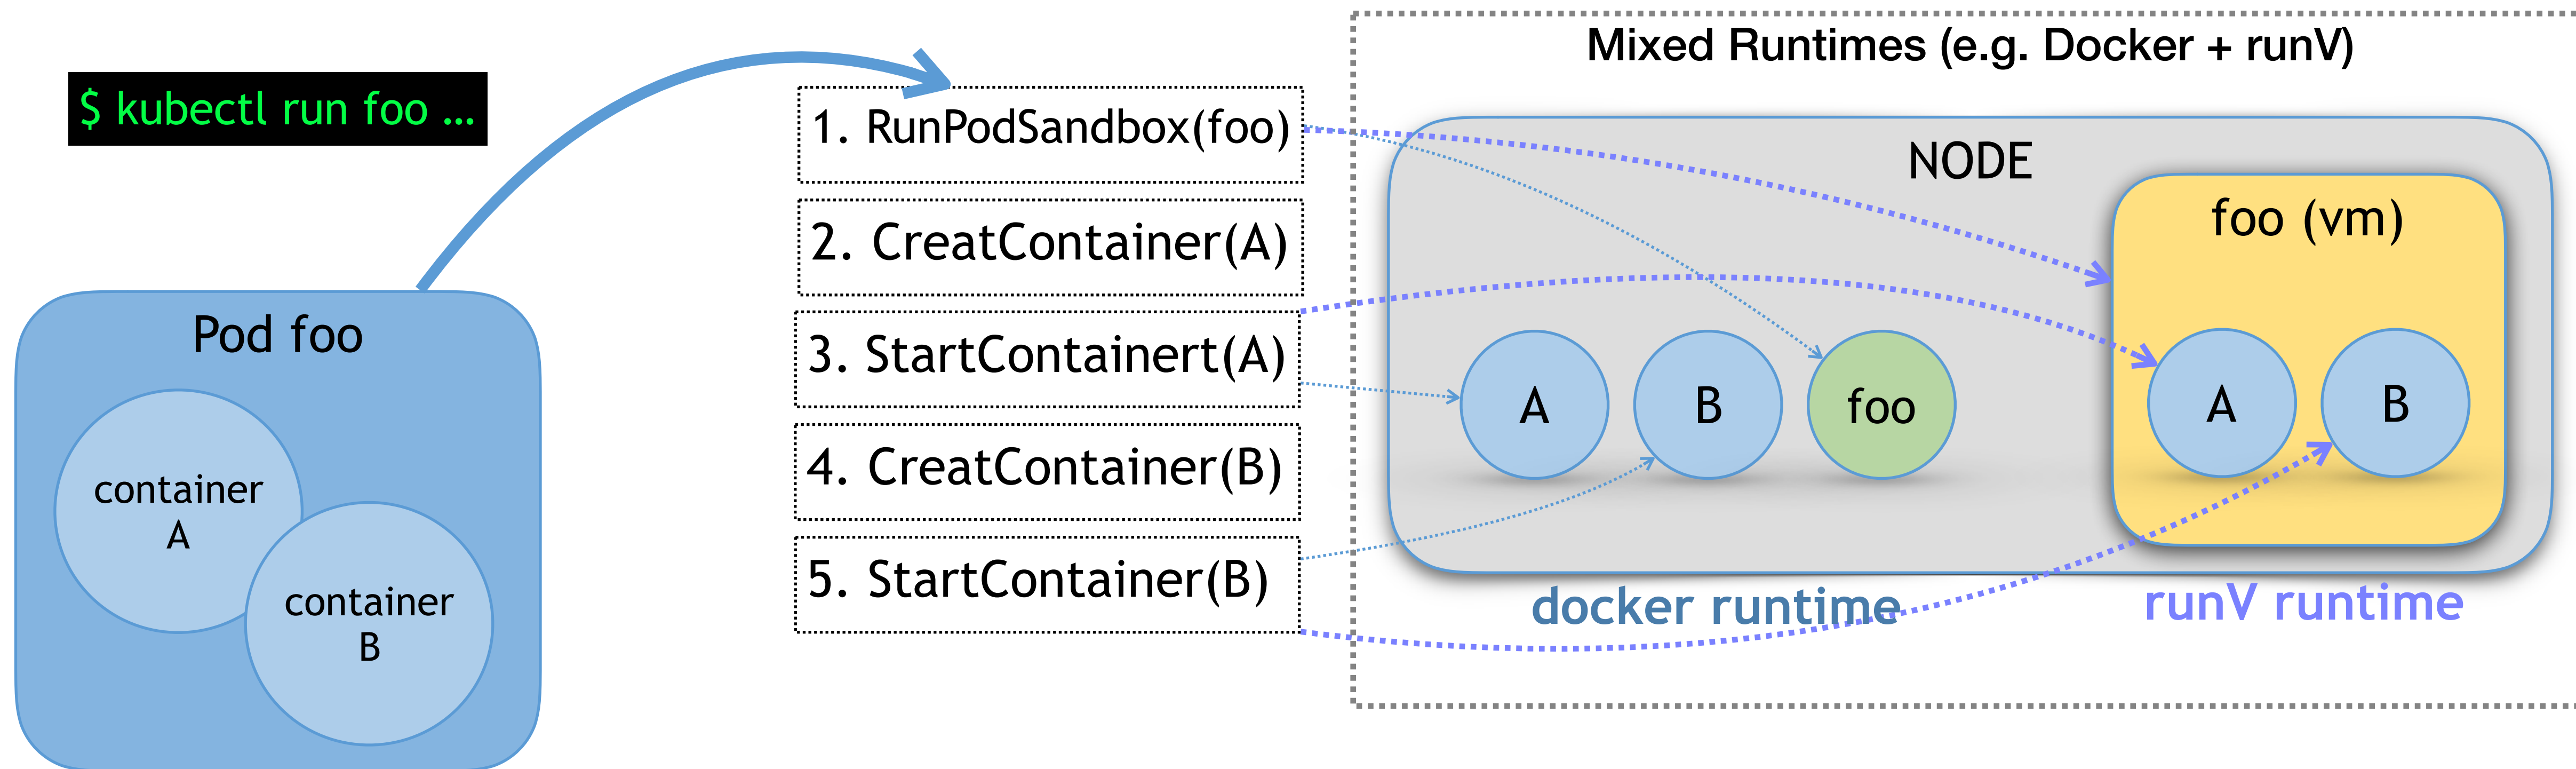 $ kubectl run foo …
Pod foo
container
A
container
B
1. RunPodSandbox(foo)
2. CreatContainer(A)
3. StartContainert(A)
4. CreatContainer(B)
5. StartContainer(B)
Mixed Runtimes (e.g. Docker + runV)
NODE
foo (vm)
A
B
foo
A
B
docker runtime
runV runtime